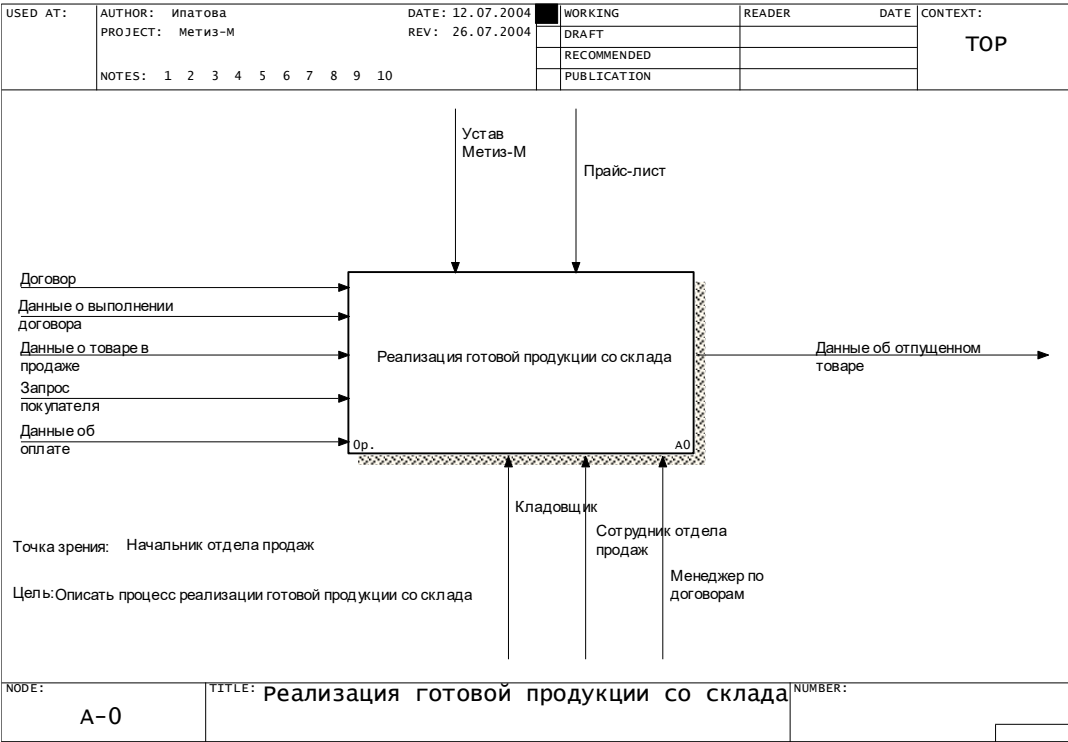 USED AT:
AUTHOR: Ипатова
DATE: 12.07.2004
WORKING
READER
DATE
CONTEXT:
PROJECT: Метиз-М
REV: 26.07.2004
DRAFT
TOP
RECOMMENDED
NOTES: 1 2 3 4 5 6 7 8 9 10
PUBLICATION
Устав
Метиз-М
Прайс-лист
Договор
Данные о выполнении
договора
Данные о товаре в
продаже
Запрос
покупателя
Данные об
оплате
Реализация готовой продукции со склада
0р.
A0
Данные об отпущенном
товаре
Кладовщик
Сотрудник отдела
продаж
Менеджер по
договорам
Точка зрения: Начальник отдела продаж
Цель: Описать процесс реализации готовой продукции со склада
NODE:
A-0
TITLE: Реализация готовой продукции со склада
NUMBER: